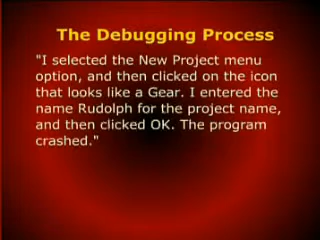 The Debugging Process
"I selected the New Project menu
option, and then clicked on the icon
that looks like a Gear. I entered the
name Rudolph for the project name,
and then clicked OK. The program
crashed."